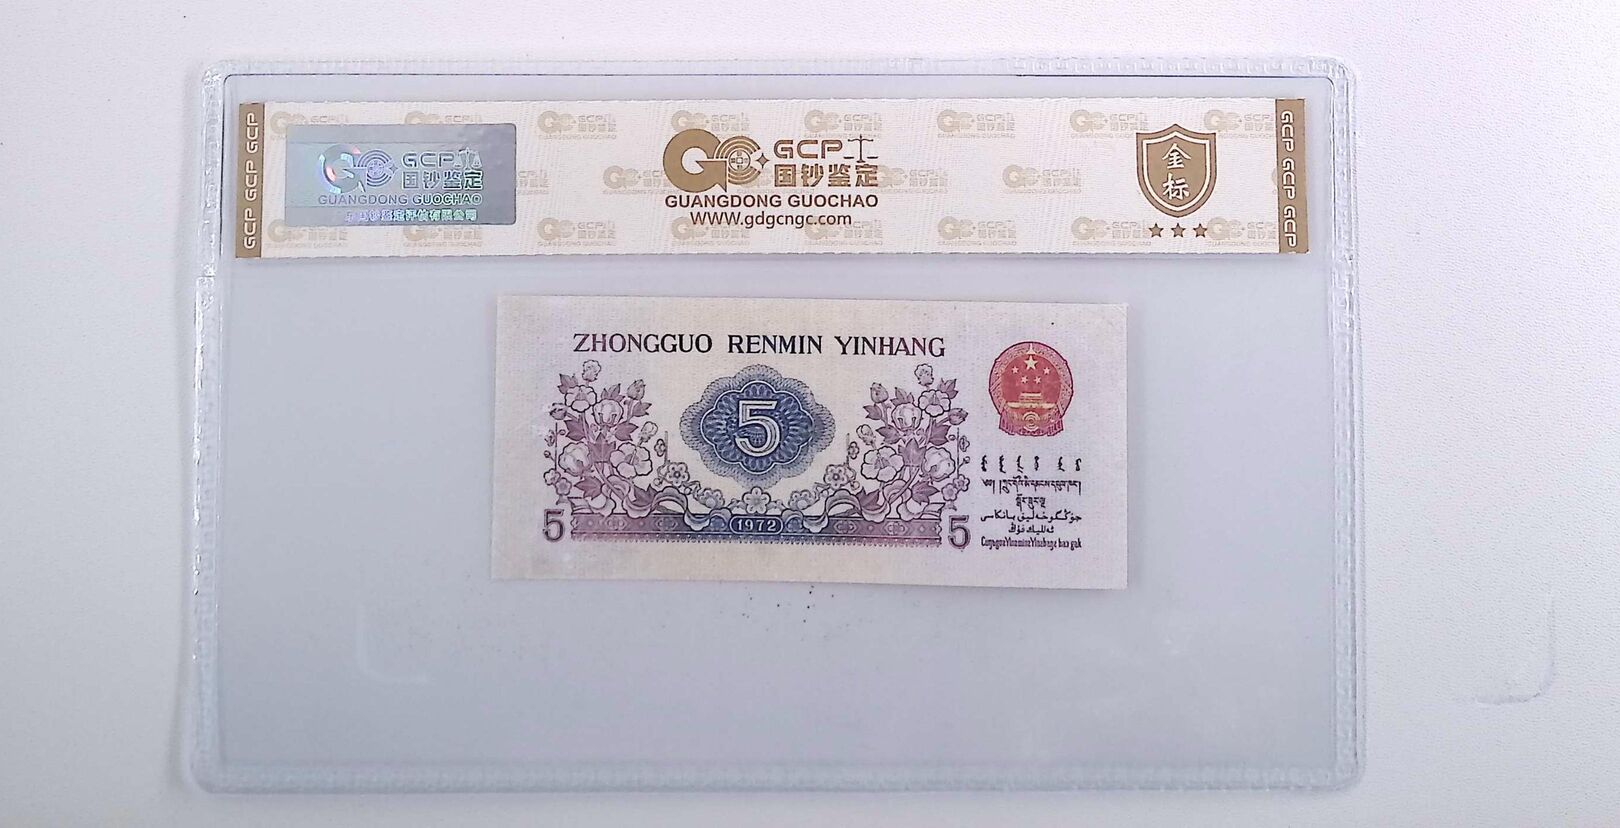 GCP GCP GCP
GCP 国钞鉴定
GUANGDONG GUOCHAO
GCP
国钞鉴定
GUANGDONG GUOCHAO
www.gdgcngc.com
金标
GCP GCP GCP
ZHONGGUO RENMIN YINHANG
5
1972
5
5